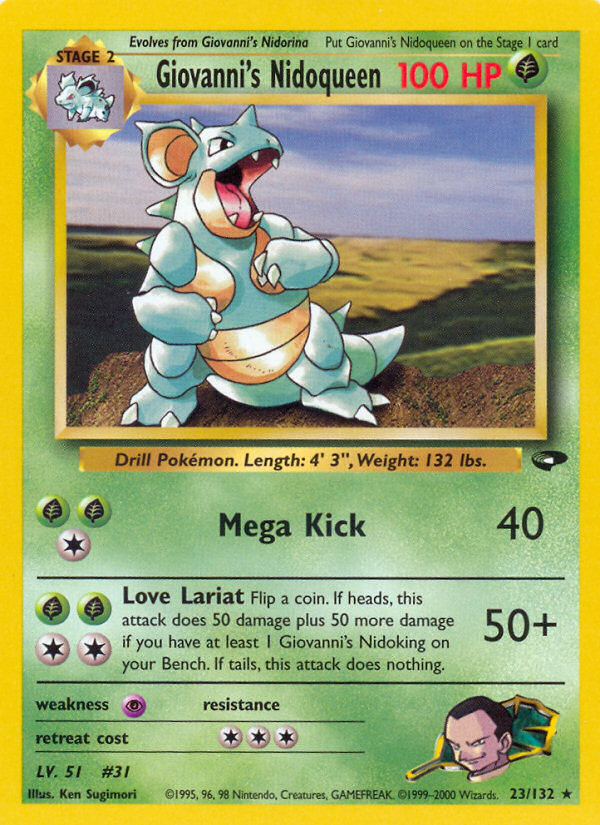 Evolves from Giovanni's Nidorina Put Giovanni's Nidoqueen on the Stage 1 card
STAGE 2
Giovanni's Nidoqueen 100 HP
Drill Pokémon. Length: 4' 3", Weight: 132 lbs.
Mega Kick 40
Love Lariat Flip a coin. If heads, this
attack does 50 damage plus 50 more damage
if you have at least 1 Giovanni's Nidoking on
your Bench. If tails, this attack does nothing.
50+
weakness resistance
retreat cost
LV. 51 #31
Illus. Ken Sugimori ©1995, 96, 98 Nintendo, Creatures, GAMEFREAK. ©1999-2000 Wizards. 23/132 ★